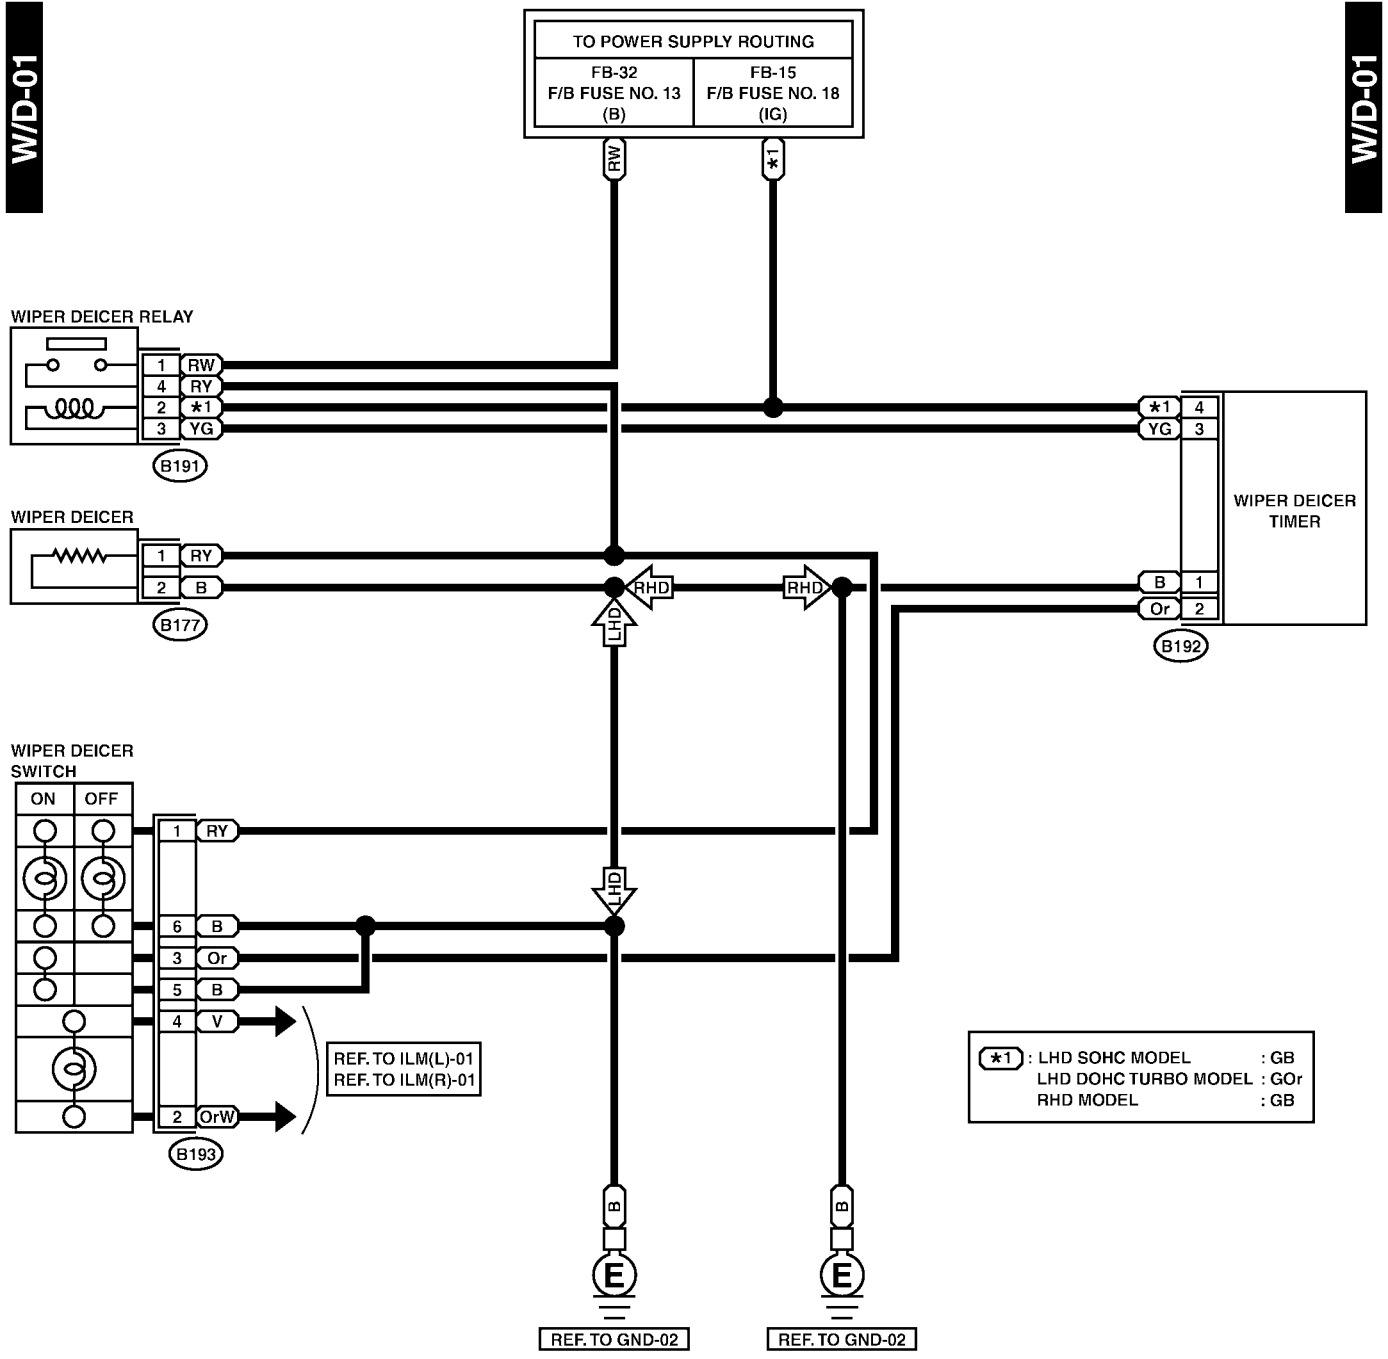 W/D-01
W/D-01
TO POWER SUPPLY ROUTING
FB-32
F/B FUSE NO. 13
(B)
FB-15
F/B FUSE NO. 18
(IG)
RW
*1
WIPER DEICER RELAY
1 RW
4 RY
2 *1
3 YG
B191
*1 4
YG 3
WIPER DEICER
TIMER
B 1
Or 2
B192
WIPER DEICER
1 RY
2 B
B177
RHD
RHD
LHD
WIPER DEICER
SWITCH
ON OFF
1 RY
LHD
6 B
3 Or
5 B
4 V
2 OrW
B193
REF. TO ILM(L)-01
REF. TO ILM(R)-01
*1 : LHD SOHC MODEL : GB
LHD DOHC TURBO MODEL : GOr
RHD MODEL : GB
B
B
E
E
REF. TO GND-02
REF. TO GND-02